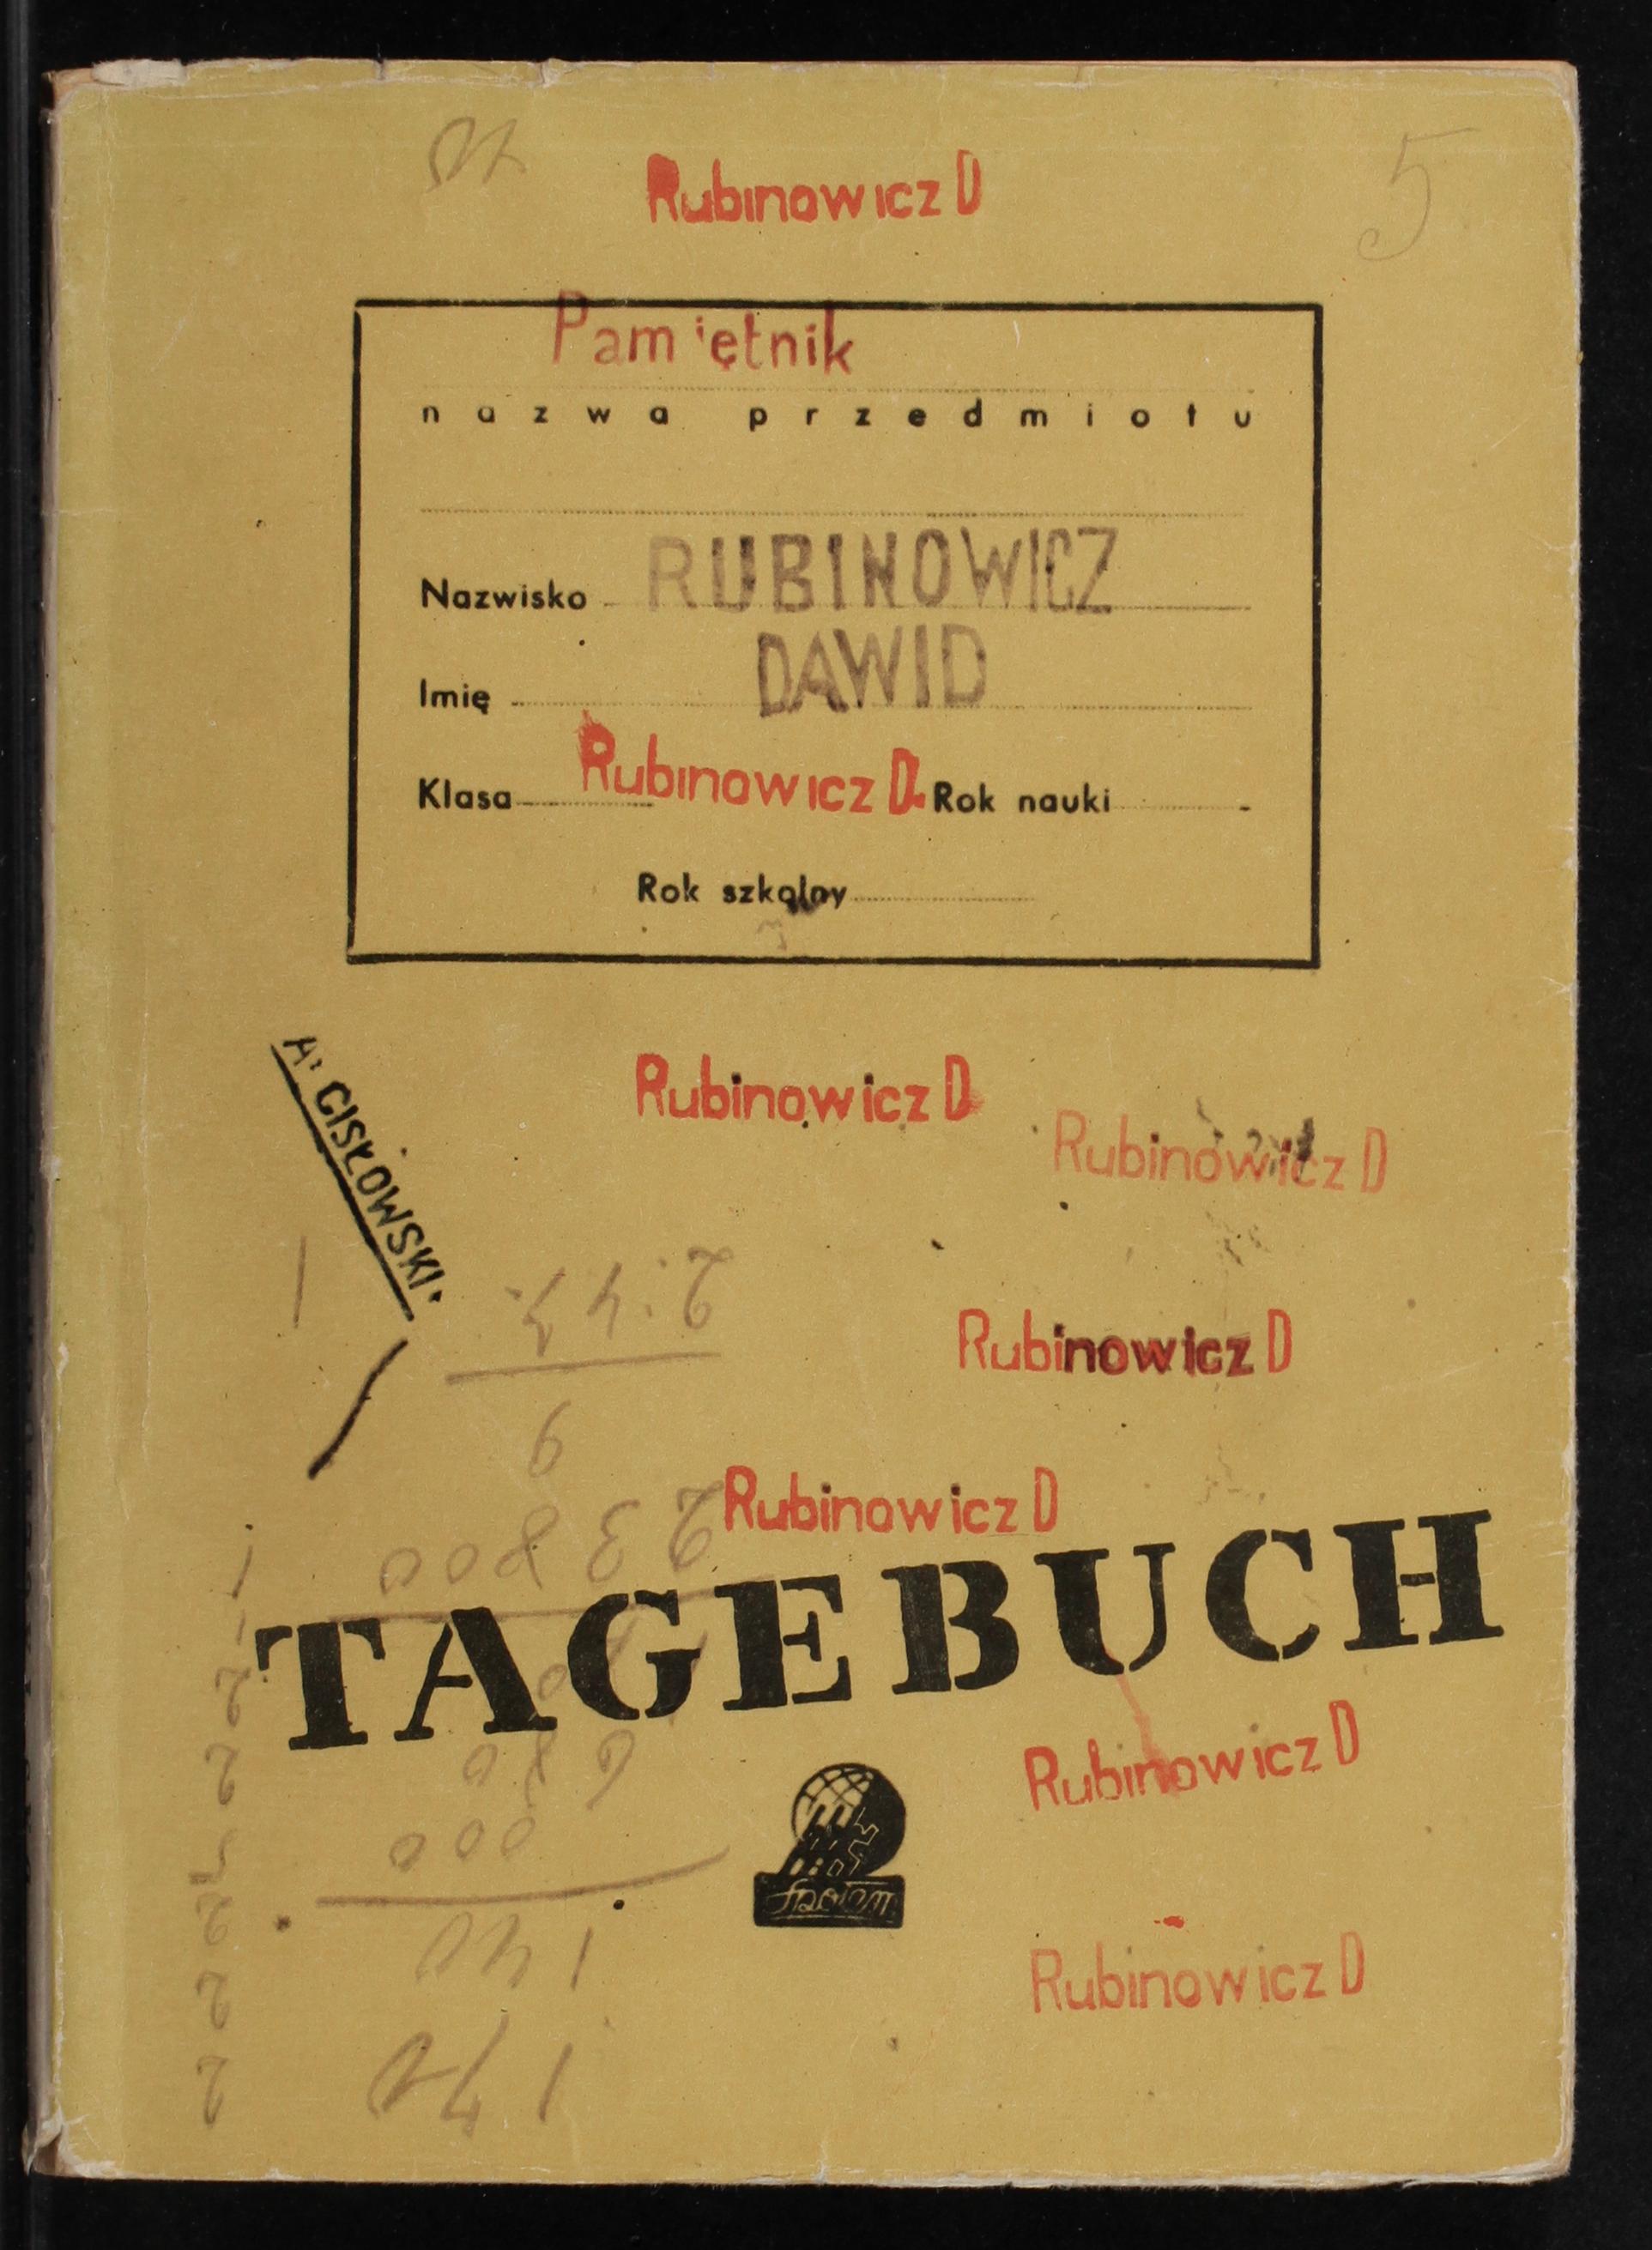 Rubinowicz D
5
Pamiętnik
nazwa przedmiotu
Nazwisko RUBINOWICZ
Imię DAWID
Klasa Rubinowicz D. Rok nauki
Rok szkolny
Rubinowicz D
A. CISŁOWSKI.
Rubinowicz D
Rubinowicz D
Rubinowicz D
TAGEBUCH
Rubinowicz D
Społem
Rubinowicz D